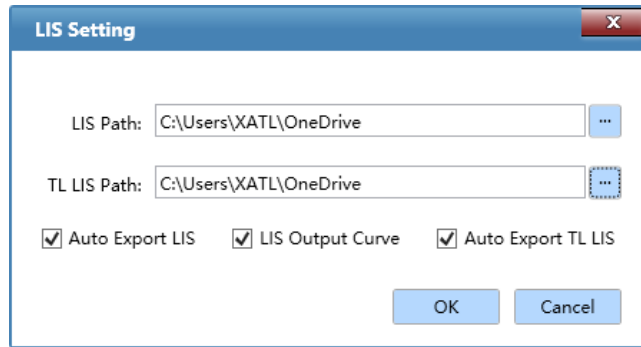 LIS Setting
X
LIS Path: C:\Users\XATL\OneDrive ...
TL LIS Path: C:\Users\XATL\OneDrive ...
Auto Export LIS LIS Output Curve Auto Export TL LIS
OK Cancel